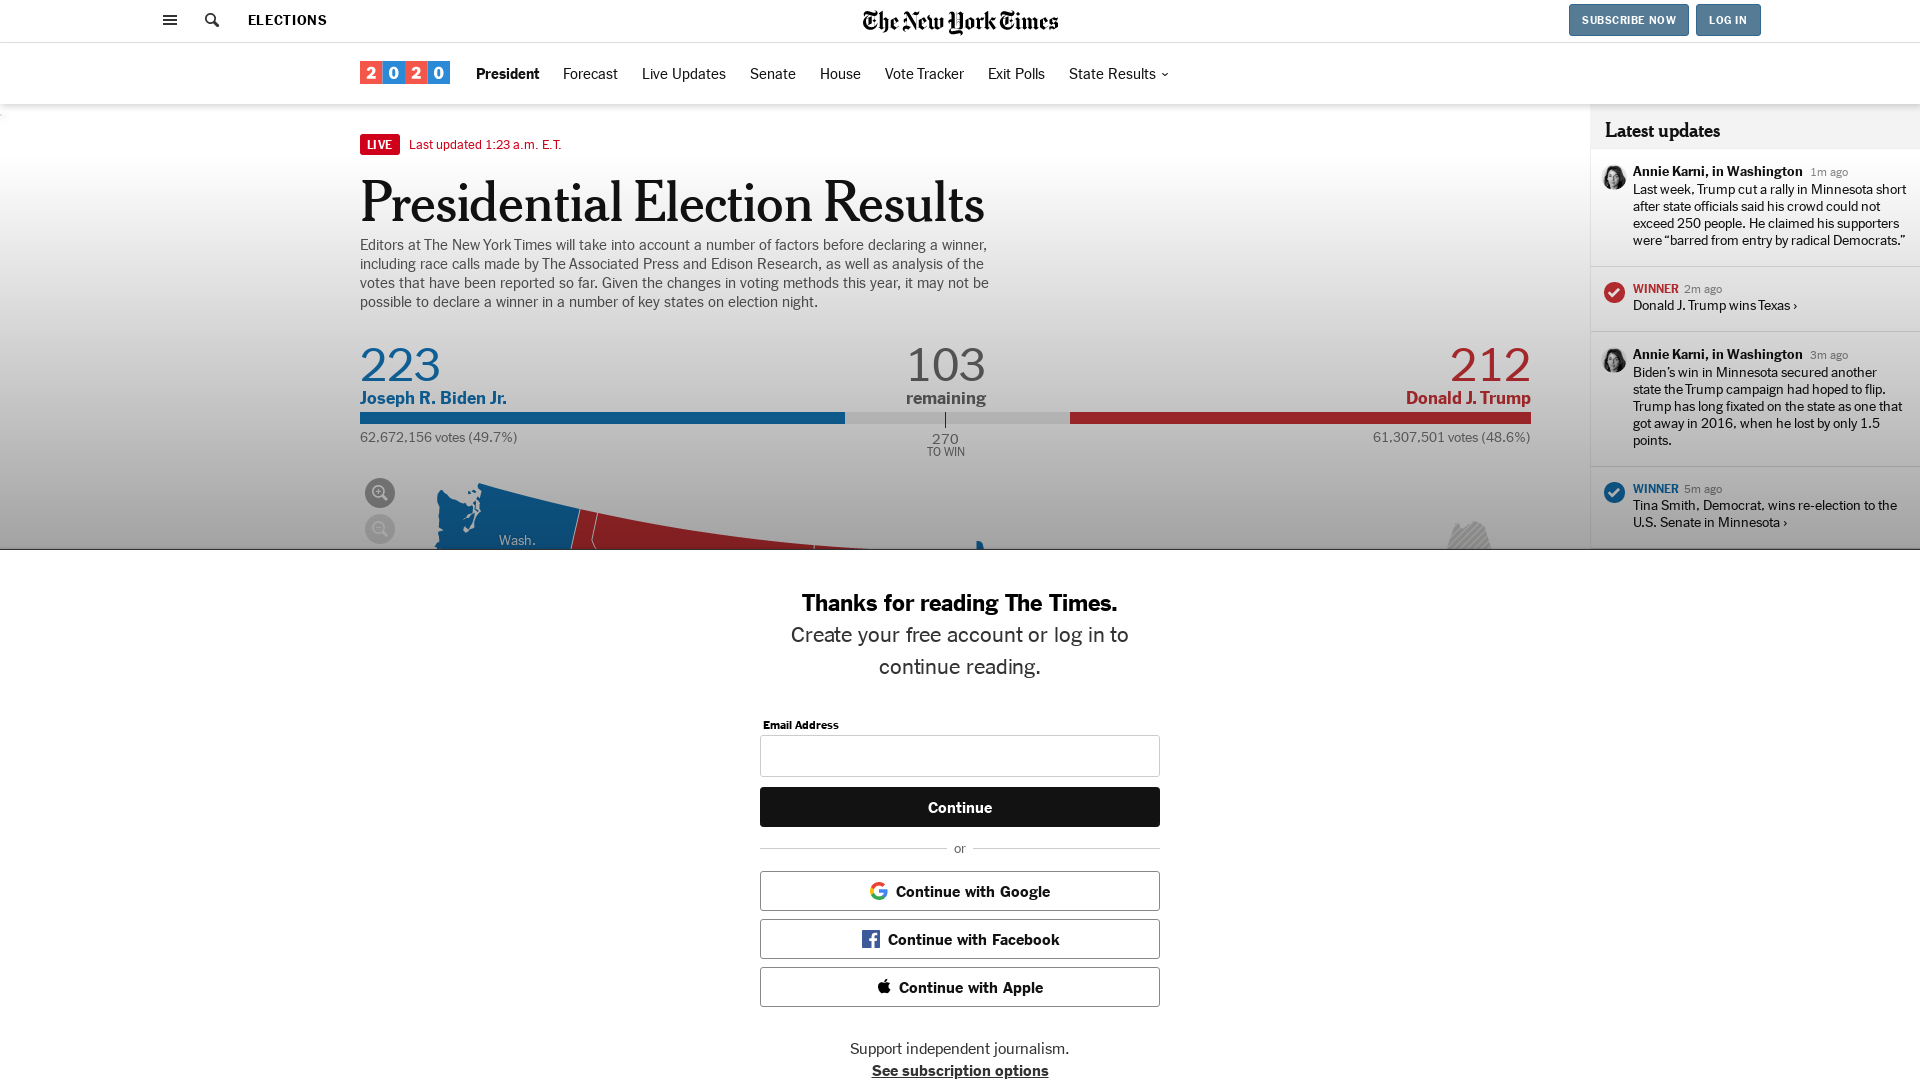 ELECTIONS
The New York Times
SUBSCRIBE NOW
LOG IN
2020
President
Forecast
Live Updates
Senate
House
Vote Tracker
Exit Polls
State Results
LIVE
Last updated 1:23 a.m. E.T.
Presidential Election Results
Editors at The New York Times will take into account a number of factors before declaring a winner,
including race calls made by The Associated Press and Edison Research, as well as analysis of the
votes that have been reported so far. Given the changes in voting methods this year, it may not be
possible to declare a winner in a number of key states on election night.
223
Joseph R. Biden Jr.
62,672,156 votes (49.7%)
103
remaining
270
TO WIN
212
Donald J. Trump
61,307,501 votes (48.6%)
Wash.
Latest updates
Annie Karni, in Washington 1m ago
Last week, Trump cut a rally in Minnesota short
after state officials said his crowd could not
exceed 250 people. He claimed his supporters
were “barred from entry by radical Democrats.”
WINNER 2m ago
Donald J. Trump wins Texas ›
Annie Karni, in Washington 3m ago
Biden’s win in Minnesota secured another
state the Trump campaign had hoped to flip.
Trump has long fixated on the state as one that
got away in 2016, when he lost by only 1.5
points.
WINNER 5m ago
Tina Smith, Democrat, wins re-election to the
U.S. Senate in Minnesota ›
Thanks for reading The Times.
Create your free account or log in to
continue reading.
Email Address
Continue
or
Continue with Google
Continue with Facebook
Continue with Apple
Support independent journalism.
See subscription options